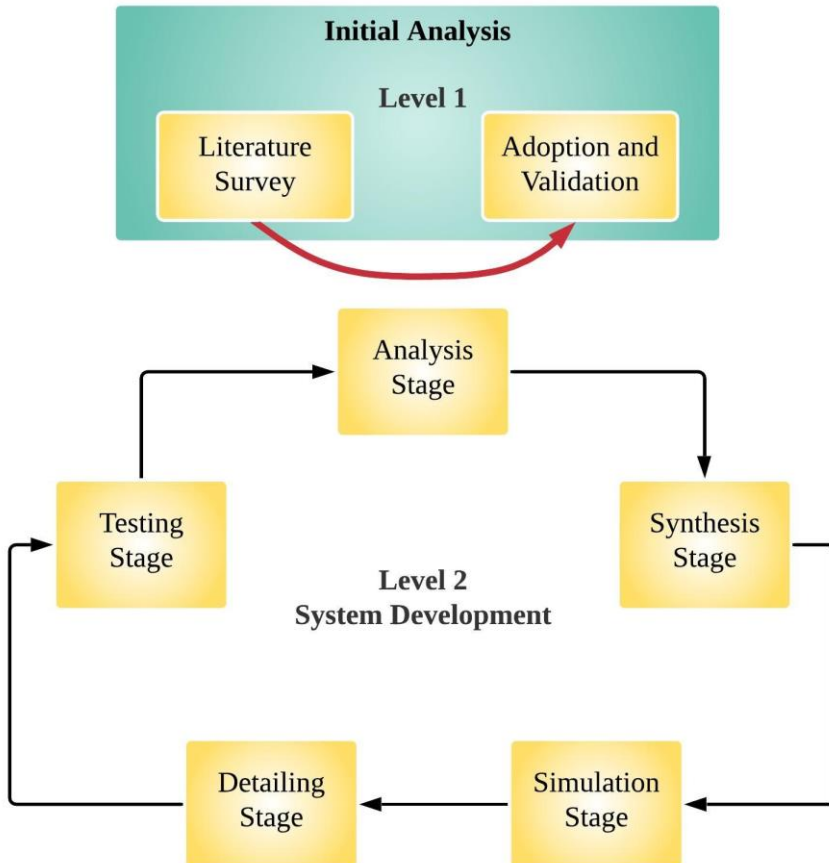 Initial Analysis
Level 1
Literature
Survey
Adoption and
Validation
Analysis
Stage
Testing
Stage
Synthesis
Stage
Level 2
System Development
Detailing
Stage
Simulation
Stage